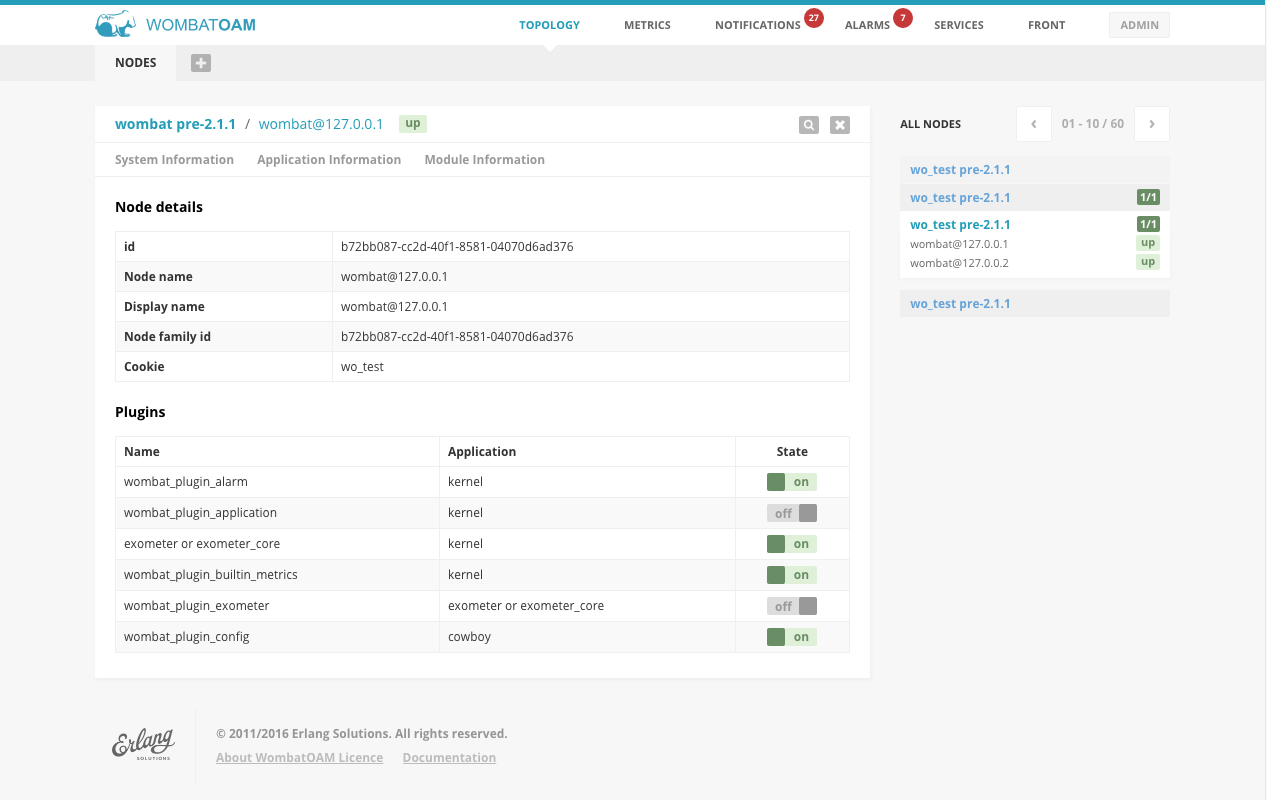 WOMBATOAM
TOPOLOGY METRICS NOTIFICATIONS 27 ALARMS 7 SERVICES FRONT ADMIN
NODES
wombat pre-2.1.1 / wombat@127.0.0.1 up
System Information Application Information Module Information
Node details
id b72bb087-cc2d-40f1-8581-04070d6ad376
Node name wombat@127.0.0.1
Display name wombat@127.0.0.1
Node family id b72bb087-cc2d-40f1-8581-04070d6ad376
Cookie wo_test
Plugins
Name Application State
wombat_plugin_alarm kernel on
wombat_plugin_application kernel off
exometer or exometer_core kernel on
wombat_plugin_builtin_metrics kernel on
wombat_plugin_exometer exometer or exometer_core off
wombat_plugin_config cowboy on
ALL NODES ‹ 01 - 10 / 60 ›
wo_test pre-2.1.1
wo_test pre-2.1.1 1/1
wo_test pre-2.1.1 1/1
wombat@127.0.0.1 up
wombat@127.0.0.2 up
wo_test pre-2.1.1
Erlang
SOLUTIONS
© 2011/2016 Erlang Solutions. All rights reserved.
About WombatOAM Licence Documentation